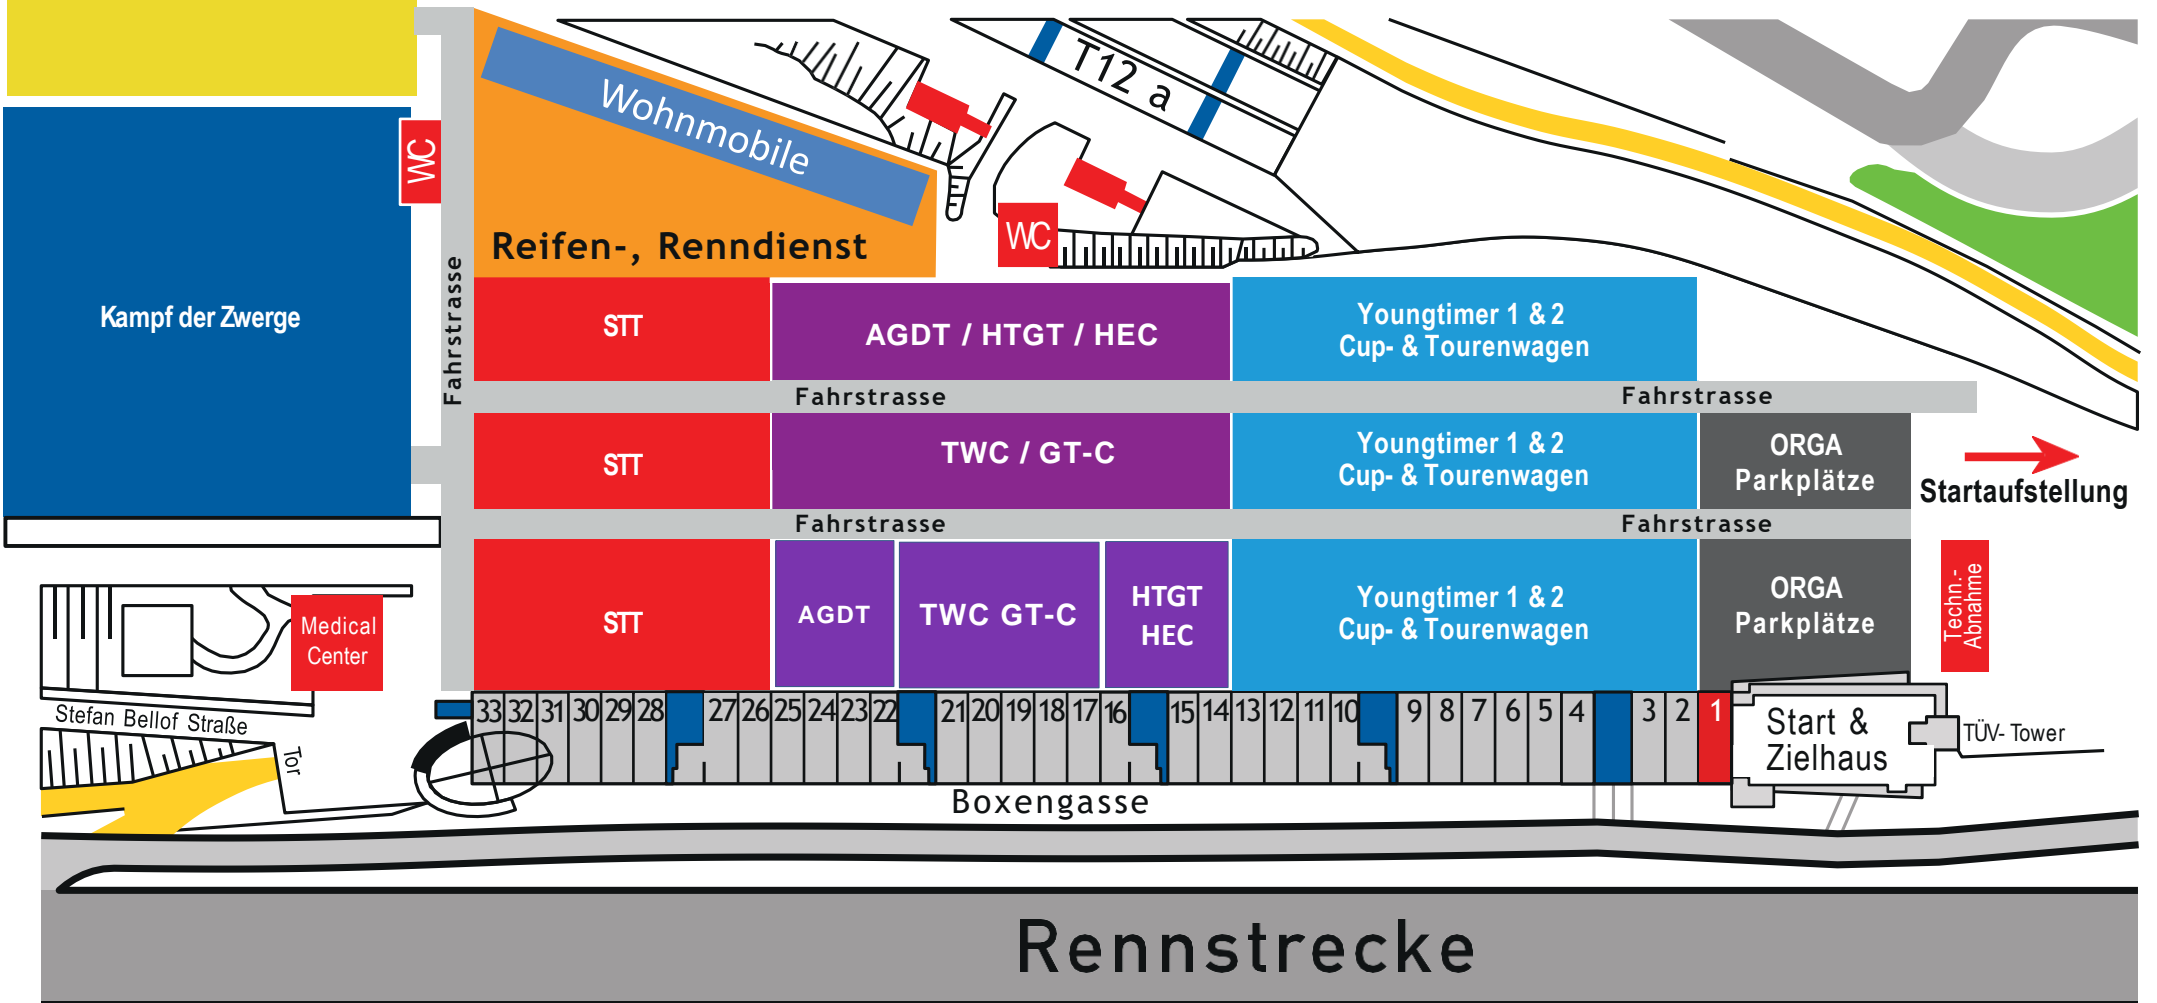 Wohnmobile
T12 a
WC
WC
Reifen-, Renndienst
Fahrstrasse
Kampf der Zwerge
STT
AGDT / HTGT / HEC
Youngtimer 1 & 2
Cup- & Tourenwagen
Fahrstrasse
Fahrstrasse
STT
TWC / GT-C
Youngtimer 1 & 2
Cup- & Tourenwagen
ORGA
Parkplätze
Startaufstellung
Fahrstrasse
Fahrstrasse
STT
AGDT
TWC GT-C
HTGT
HEC
Youngtimer 1 & 2
Cup- & Tourenwagen
ORGA
Parkplätze
Techn.-
Abnahme
Medical
Center
Stefan Bellof Straße
Tor
33 32 31 30 29 28 27 26 25 24 23 22 21 20 19 18 17 16 15 14 13 12 11 10 9 8 7 6 5 4 3 2 1
Start &
Zielhaus
TÜV- Tower
Boxengasse
Rennstrecke